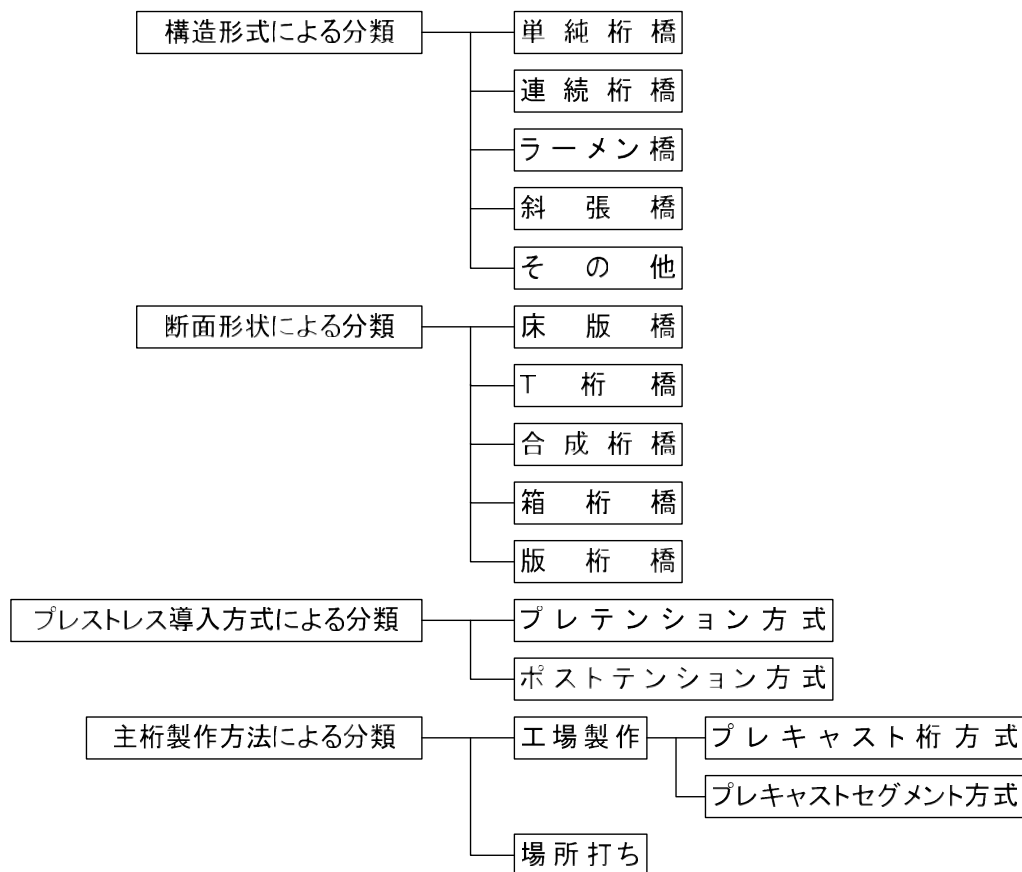 構造形式による分類
単純桁橋
連続桁橋
ラーメン橋
斜張橋
その他
断面形状による分類
床版橋
T桁橋
合成桁橋
箱桁橋
版桁橋
プレストレス導入方式による分類
プレテンション方式
ポストテンション方式
主桁製作方法による分類
工場製作
プレキャスト桁方式
プレキャストセグメント方式
場所打ち